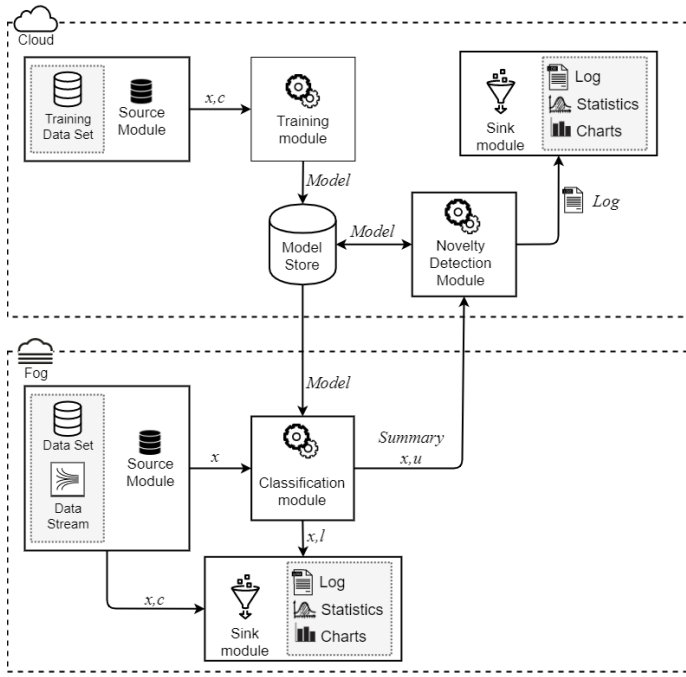 Cloud
Training
Data Set
Source
Module
x,c
Training
module
Sink
module
Log
Statistics
Charts
Model
Log
Model
Store
Model
Novelty
Detection
Module
Fog
Model
Data Set
Data
Stream
Source
Module
x
Classification
module
Summary
x,u
x,l
x,c
Sink
module
Log
Statistics
Charts